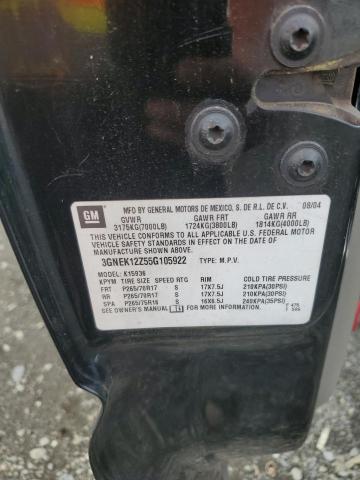 GM
MFD BY GENERAL MOTORS DE MEXICO, S. DE R.L. DE C.V. 08/04
GVWR GAWR FRT GAWR RR
3175KG(7000LB) 1724KG(3800LB) 1814KG(4000LB)
THIS VEHICLE CONFORMS TO ALL APPLICABLE U.S. FEDERAL MOTOR
VEHICLE SAFETY, BUMPER, AND THEFT PREVENTION
STANDARDS IN EFFECT ON THE DATE OF
MANUFACTURE SHOWN ABOVE.
3GNEK12Z55G105922 TYPE: M.P.V.
MODEL: K15936
KPYM TIRE SIZE SPEED RTG RIM COLD TIRE PRESSURE
FRT P265/70R17 S 17X7.5J 210KPA(30PSI)
RR P265/70R17 S 17X7.5J 210KPA(30PSI)
SPA P265/75R16 S 16X6.5J 240KPA(35PSI)
SEE OWNER'S MANUAL FOR MORE INFORMATION.